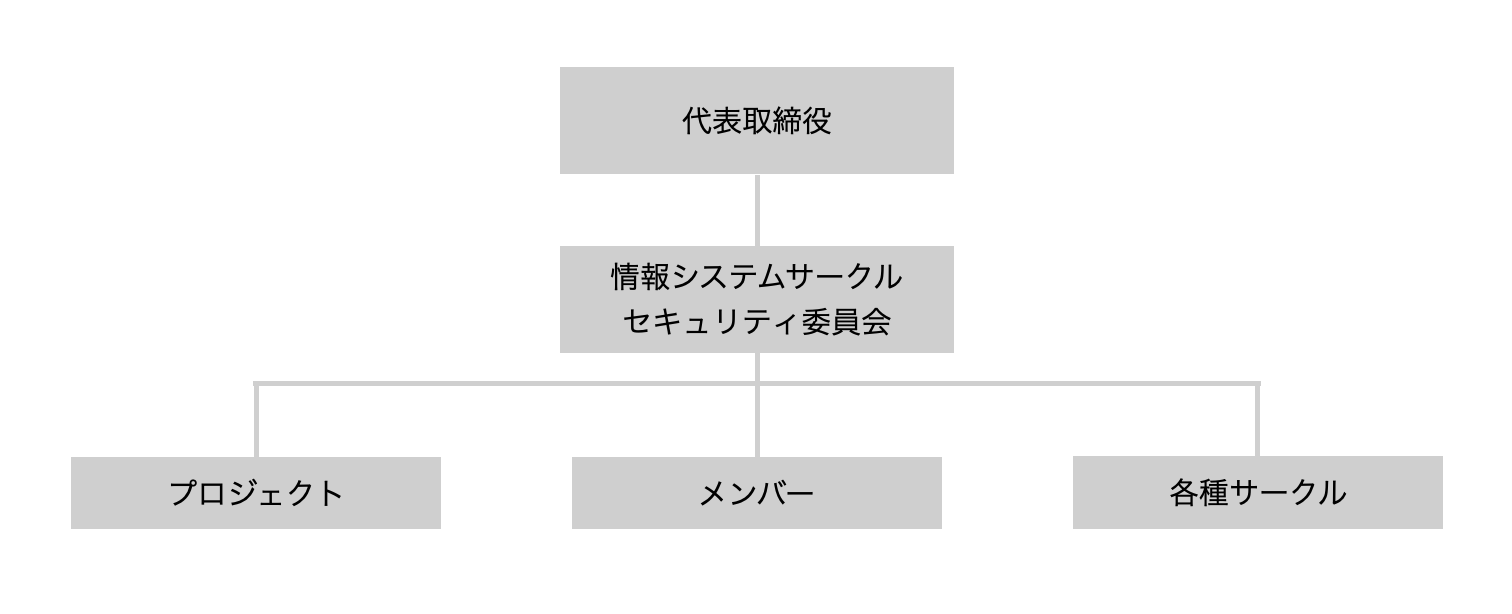 代表取締役
情報システムサークル
セキュリティ委員会
プロジェクト
メンバー
各種サークル